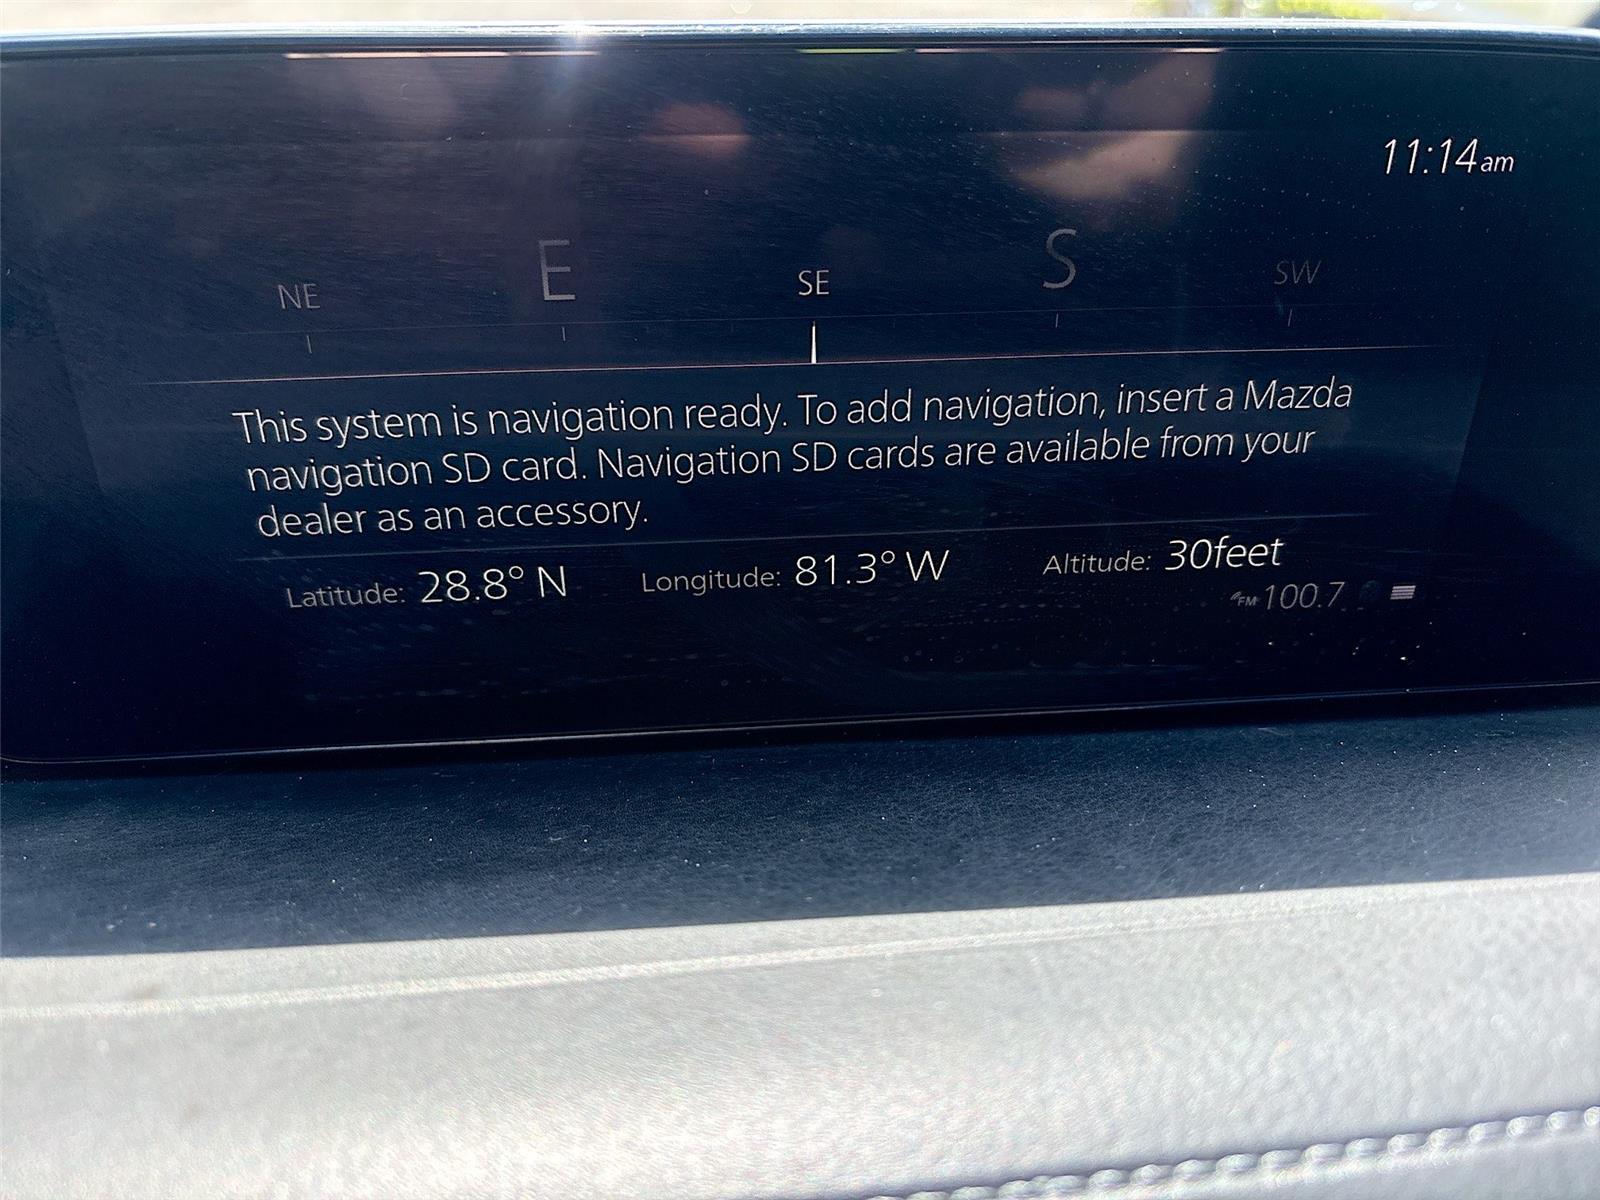 11:14am
NE E SE S SW
This system is navigation ready. To add navigation, insert a Mazda
navigation SD card. Navigation SD cards are available from your
dealer as an accessory.
Latitude: 28.8° N Longitude: 81.3° W Altitude: 30feet
FM 100.7